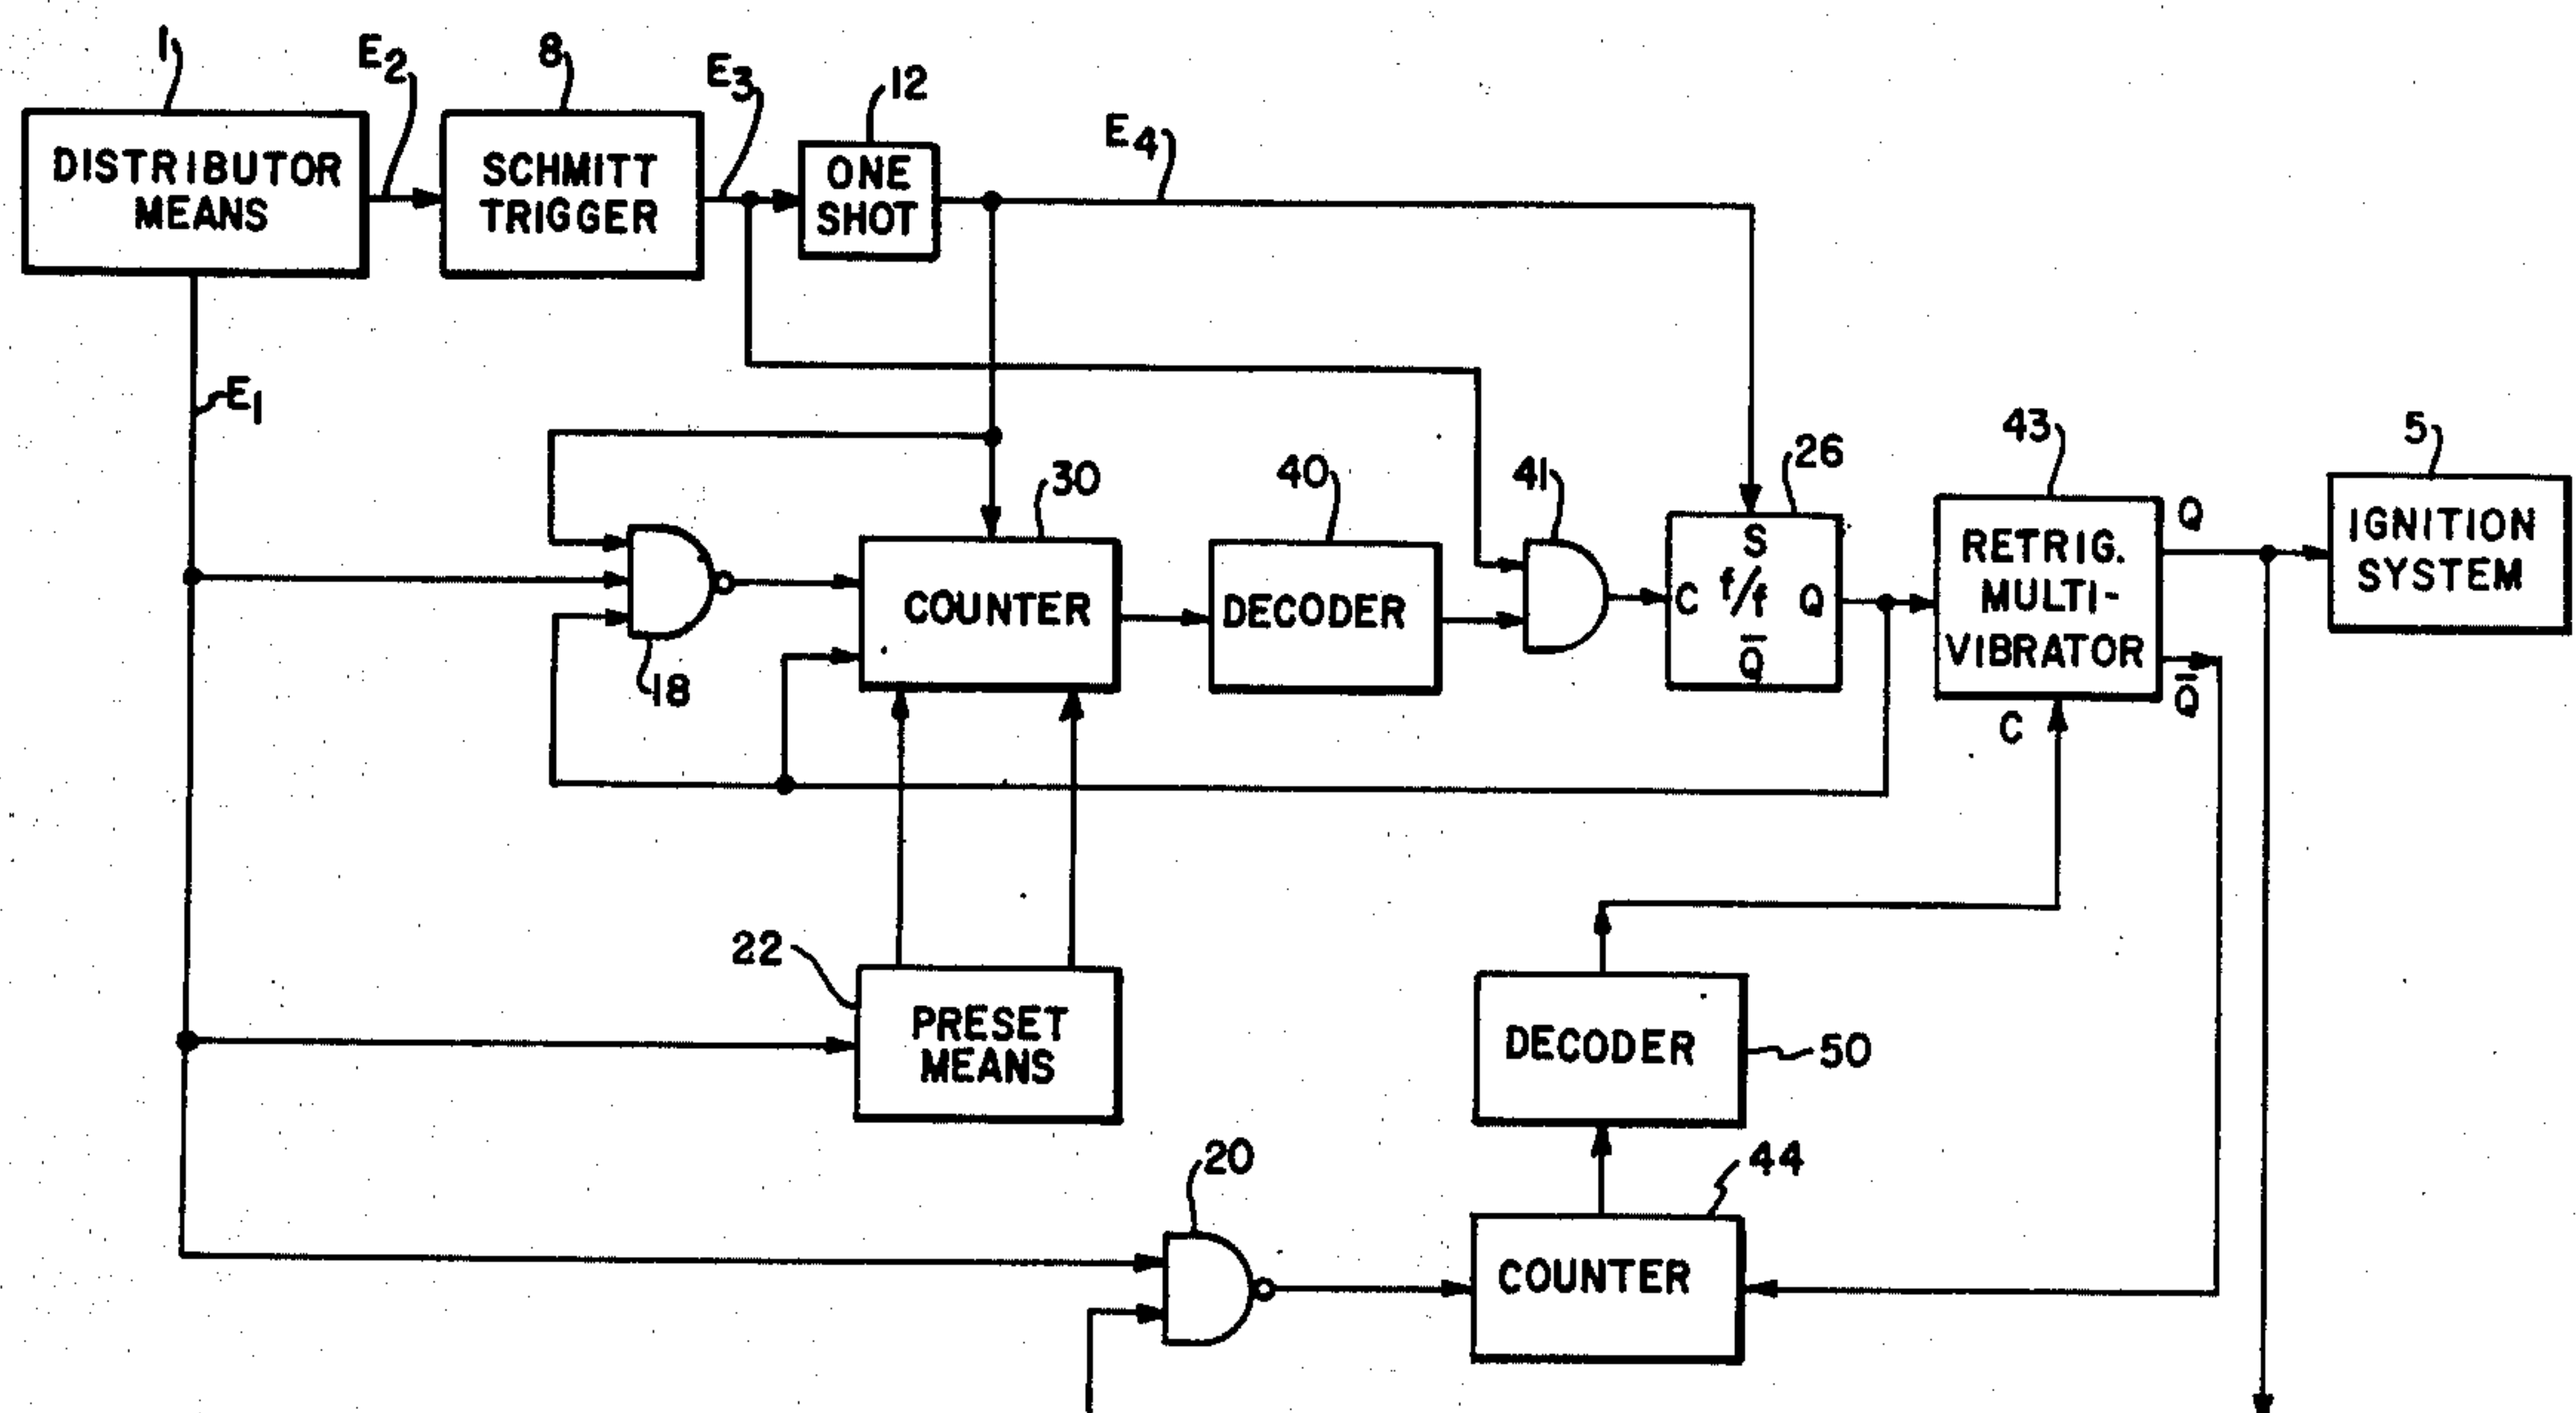 1
E2
8
E3
12
E4
DISTRIBUTOR
MEANS
SCHMITT
TRIGGER
ONE
SHOT
E1
30
40
41
26
43
5
18
COUNTER
DECODER
S
C f/f Q
Q̅
RETRIG.
MULTI-
VIBRATOR
Q
Q̅
C
IGNITION
SYSTEM
22
PRESET
MEANS
DECODER
50
20
44
COUNTER